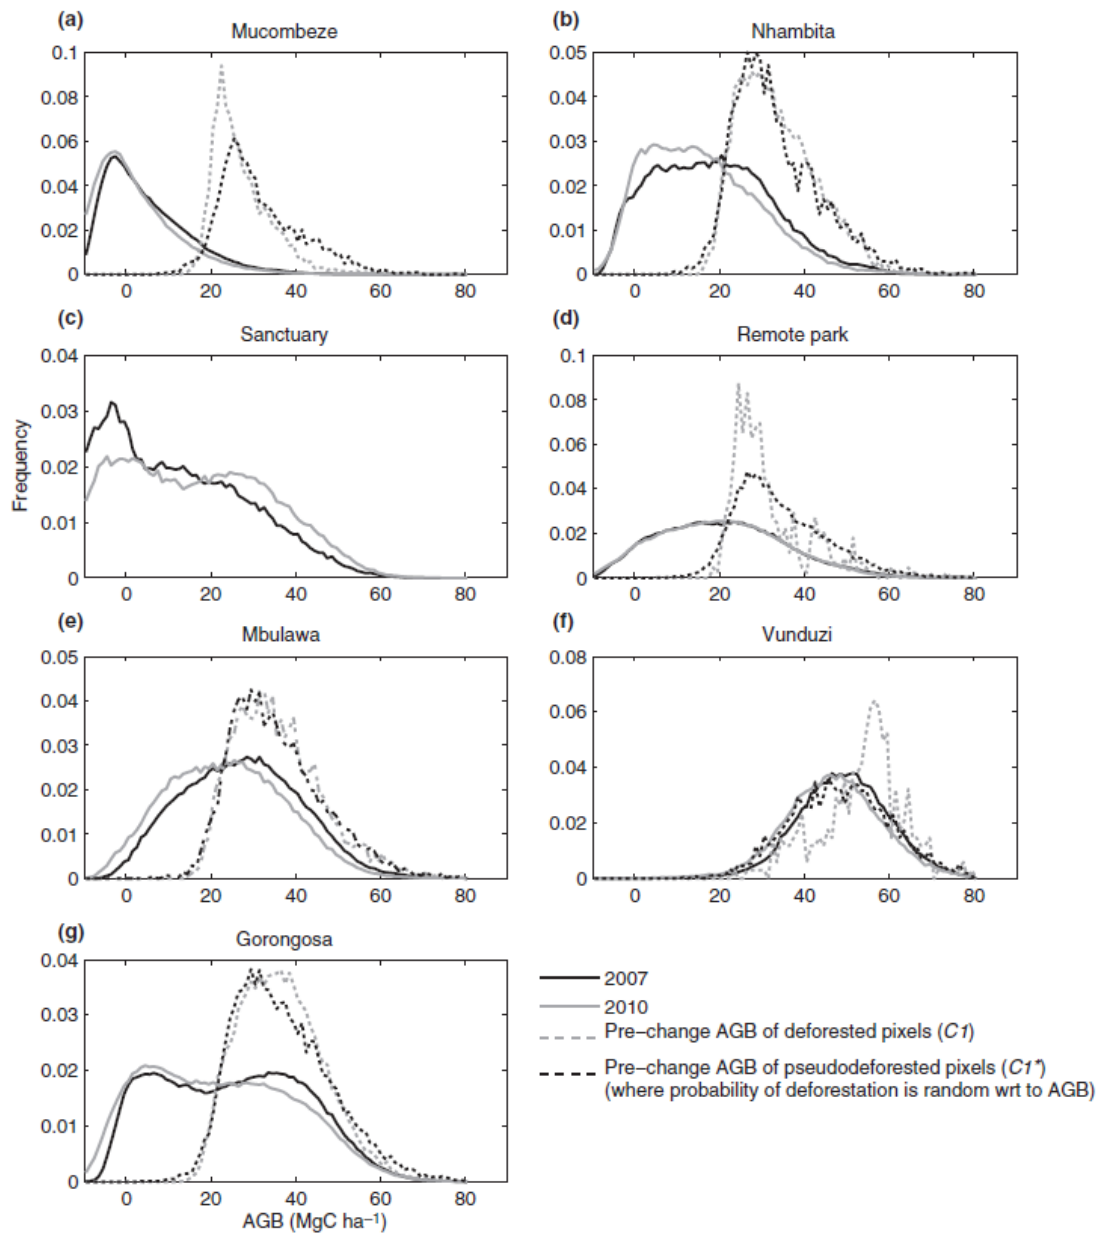 (a)
Mucombeze
0.1
0.08
0.06
0.04
0.02
0
0 20 40 60 80
(b)
Nhambita
0.05
0.04
0.03
0.02
0.01
0
0 20 40 60 80
(c)
Sanctuary
0.04
0.03
0.02
0.01
0
0 20 40 60 80
Frequency
(d)
Remote park
0.1
0.08
0.06
0.04
0.02
0
0 20 40 60 80
(e)
Mbulawa
0.05
0.04
0.03
0.02
0.01
0
0 20 40 60 80
(f)
Vunduzi
0.08
0.06
0.04
0.02
0
0 20 40 60 80
(g)
Gorongosa
0.04
0.03
0.02
0.01
0
0 20 40 60 80
AGB (MgC ha⁻¹)
2007
2010
Pre−change AGB of deforested pixels (C1)
Pre−change AGB of pseudodeforested pixels (C1*)
(where probability of deforestation is random wrt to AGB)